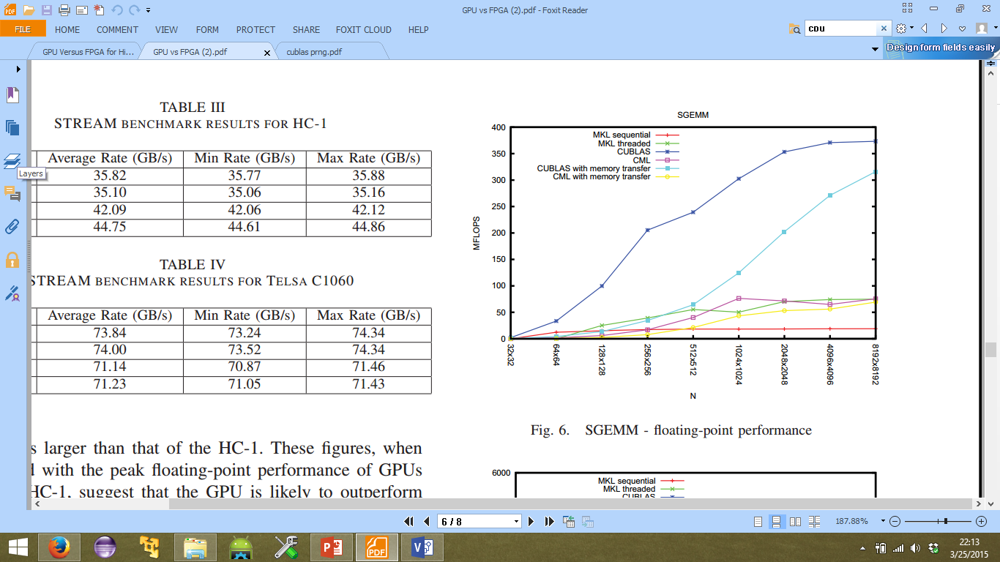 GPU vs FPGA (2).pdf - Foxit Reader
FILE HOME COMMENT VIEW FORM PROTECT SHARE FOXIT CLOUD HELP
CDU
GPU Versus FPGA for Hi... GPU vs FPGA (2).pdf cublas prng.pdf
Design form fields easily
Layers
TABLE III
STREAM BENCHMARK RESULTS FOR HC-1
Average Rate (GB/s) Min Rate (GB/s) Max Rate (GB/s)
35.82 35.77 35.88
35.10 35.06 35.16
42.09 42.06 42.12
44.75 44.61 44.86
TABLE IV
STREAM BENCHMARK RESULTS FOR TELSA C1060
Average Rate (GB/s) Min Rate (GB/s) Max Rate (GB/s)
73.84 73.24 74.34
74.00 73.52 74.34
71.14 70.87 71.46
71.23 71.05 71.43
s larger than that of the HC-1. These figures, when
d with the peak floating-point performance of GPUs
HC-1, suggest that the GPU is likely to outperform
SGEMM
MKL sequential
MKL threaded
CUBLAS
CML
CUBLAS with memory transfer
CML with memory transfer
MFLOPS
400
350
300
250
200
150
100
50
0
32x32
64x64
128x128
256x256
512x512
1024x1024
2048x2048
4096x4096
8192x8192
N
Fig. 6. SGEMM - floating-point performance
6000
MKL sequential
MKL threaded
CUBLAS
6 / 8
187.88%
22:13
3/25/2015